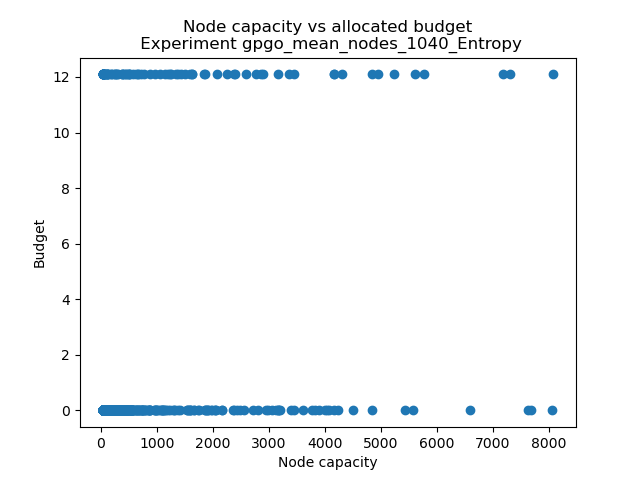 Node capacity vs allocated budget
Experiment gpgo_mean_nodes_1040_Entropy
12
10
8
6
4
2
0
Budget
0 1000 2000 3000 4000 5000 6000 7000 8000
Node capacity